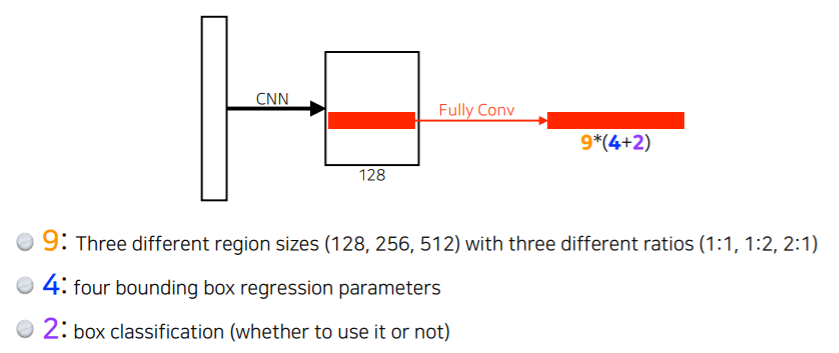 CNN
Fully Conv
9*(4+2)
128
9: Three different region sizes (128, 256, 512) with three different ratios (1:1, 1:2, 2:1)
4: four bounding box regression parameters
2: box classification (whether to use it or not)